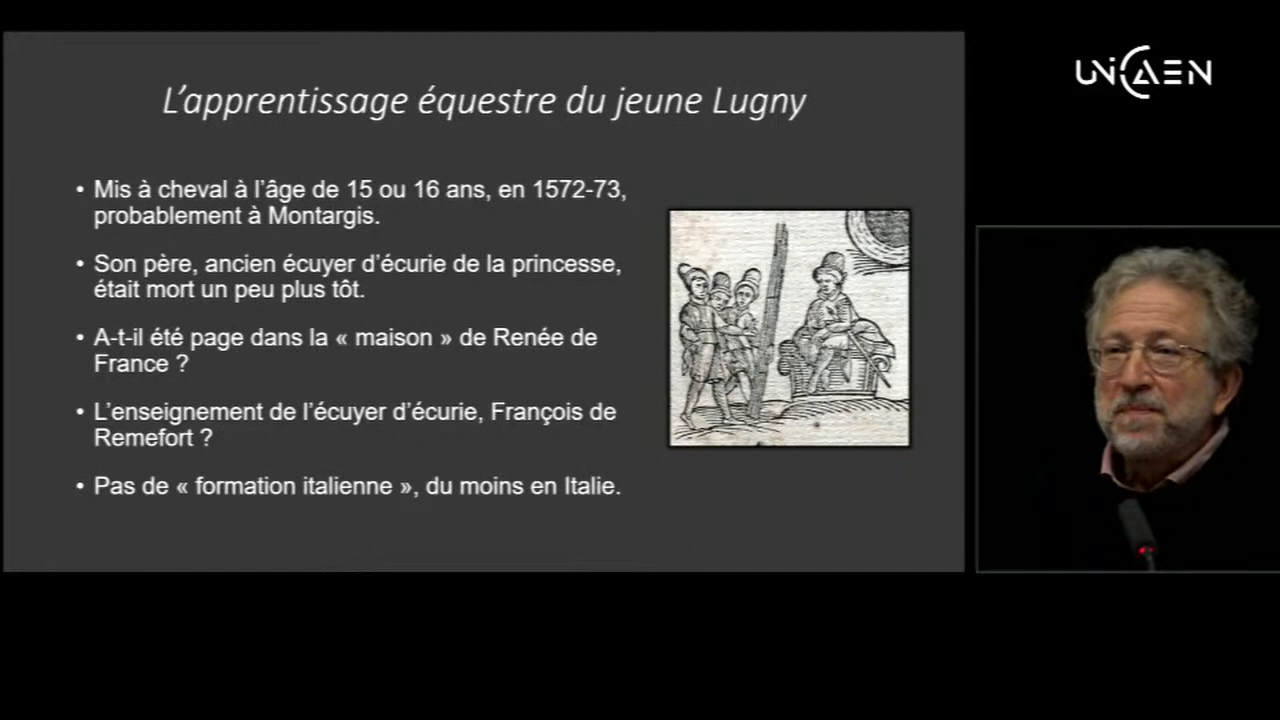 UNICAEN
L’apprentissage équestre du jeune Lugny
• Mis à cheval à l’âge de 15 ou 16 ans, en 1572-73,
probablement à Montargis.
• Son père, ancien écuyer d’écurie de la princesse,
était mort un peu plus tôt.
• A-t-il été page dans la « maison » de Renée de
France ?
• L’enseignement de l’écuyer d’écurie, François de
Remefort ?
• Pas de « formation italienne », du moins en Italie.